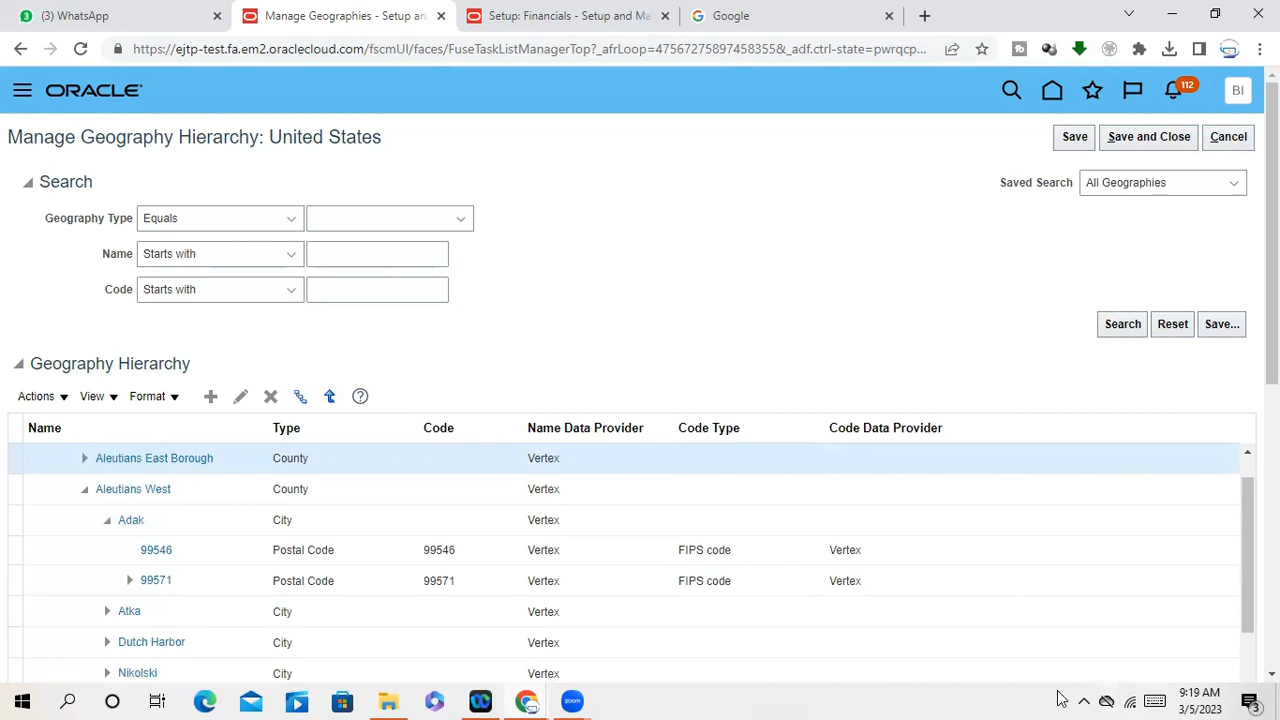 (3) WhatsApp
Manage Geographies - Setup an
Setup: Financials - Setup and Ma
Google
https://ejtp-test.fa.em2.oraclecloud.com/fscmUI/faces/FuseTaskListManagerTop?_afrLoop=47567275897458355&_adf.ctrl-state=pwrqcp...
ORACLE
112
BI
Manage Geography Hierarchy: United States
Save
Save and Close
Cancel
Search
Saved Search
All Geographies
Geography Type
Equals
Name
Starts with
Code
Starts with
Search
Reset
Save...
Geography Hierarchy
Actions
View
Format
Name Type Code Name Data Provider Code Type Code Data Provider
Aleutians East Borough County Vertex
Aleutians West County Vertex
Adak City Vertex
99546 Postal Code 99546 Vertex FIPS code Vertex
99571 Postal Code 99571 Vertex FIPS code Vertex
Atka City Vertex
Dutch Harbor City Vertex
Nikolski City Vertex
zoom
9:19 AM
3/5/2023
3